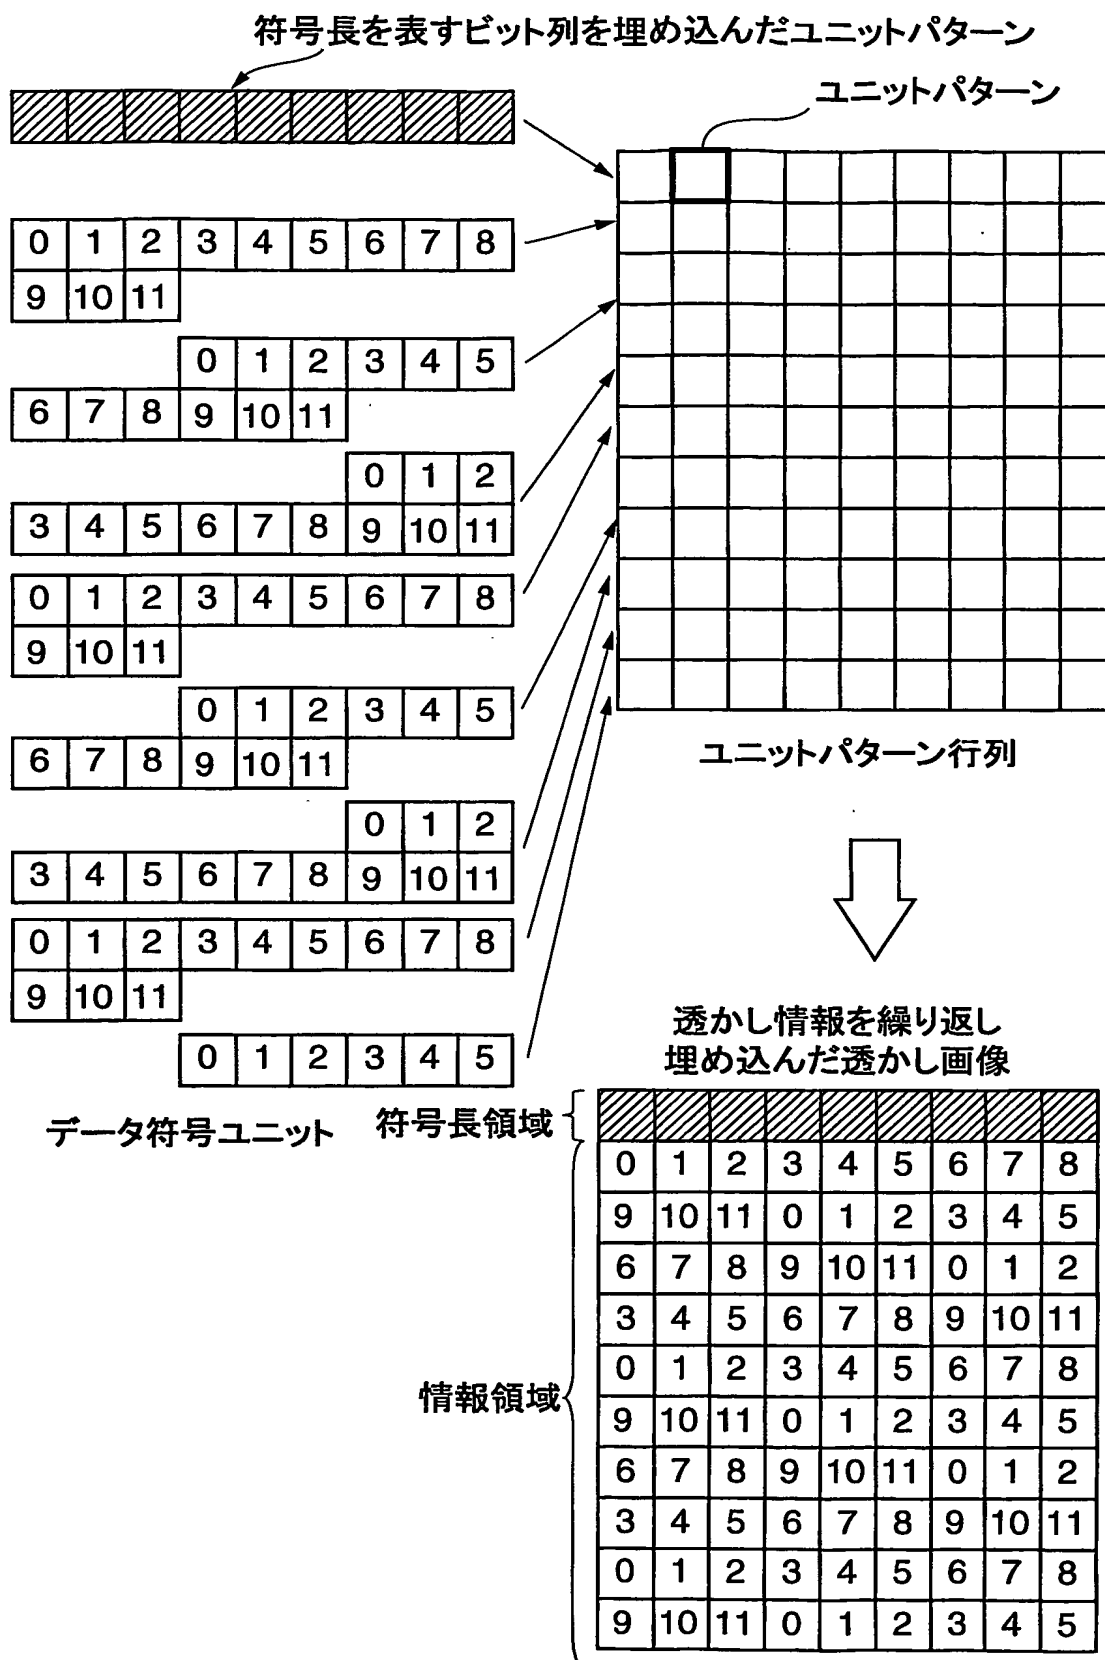 符号長を表すビット列を埋め込んだユニットパターン
ユニットパターン
0 1 2 3 4 5 6 7 8
9 10 11
0 1 2 3 4 5
6 7 8 9 10 11
0 1 2
3 4 5 6 7 8 9 10 11
0 1 2 3 4 5 6 7 8
9 10 11
0 1 2 3 4 5
6 7 8 9 10 11
0 1 2
3 4 5 6 7 8 9 10 11
0 1 2 3 4 5 6 7 8
9 10 11
0 1 2 3 4 5
データ符号ユニット
ユニットパターン行列
透かし情報を繰り返し
埋め込んだ透かし画像
符号長領域
情報領域
0 1 2 3 4 5 6 7 8
9 10 11 0 1 2 3 4 5
6 7 8 9 10 11 0 1 2
3 4 5 6 7 8 9 10 11
0 1 2 3 4 5 6 7 8
9 10 11 0 1 2 3 4 5
6 7 8 9 10 11 0 1 2
3 4 5 6 7 8 9 10 11
0 1 2 3 4 5 6 7 8
9 10 11 0 1 2 3 4 5